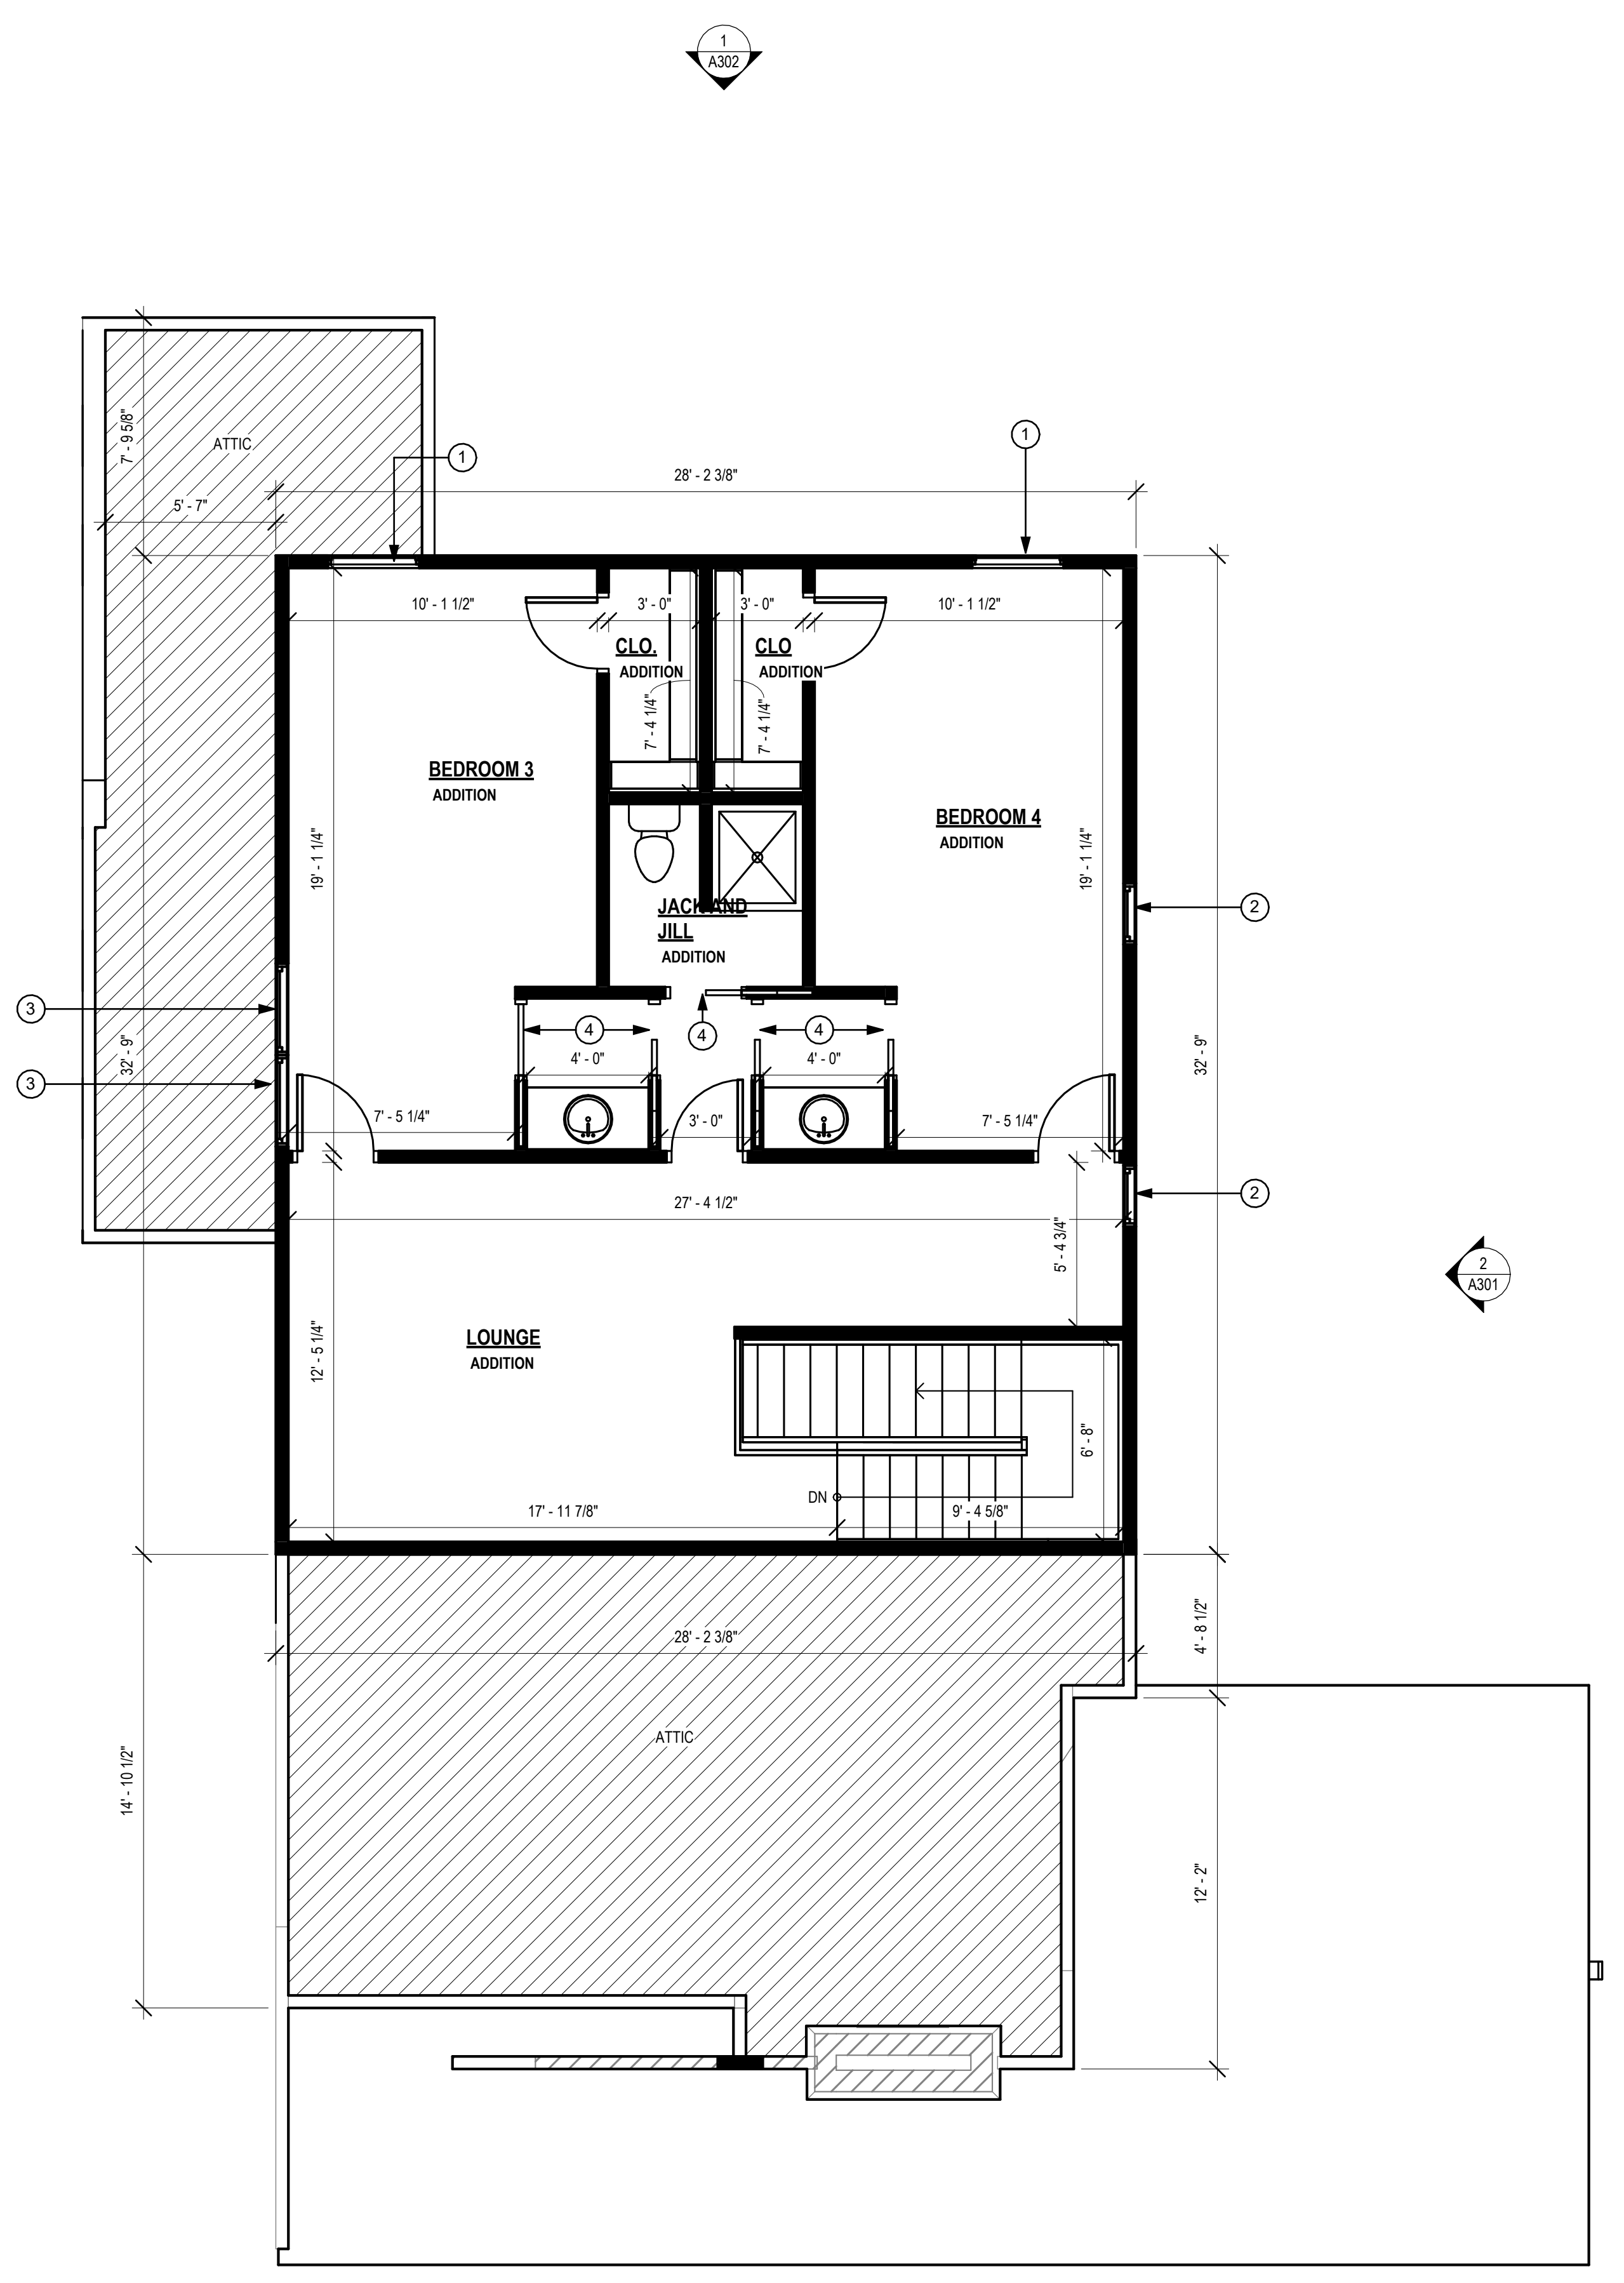 1
A302
7' - 9 5/8"
ATTIC
1
1
28' - 2 3/8"
5' - 7"
10' - 1 1/2"
3' - 0"
3' - 0"
10' - 1 1/2"
CLO.
ADDITION
CLO
ADDITION
7' - 4 1/4"
7' - 4 1/4"
BEDROOM 3
ADDITION
BEDROOM 4
ADDITION
19' - 1 1/4"
19' - 1 1/4"
JACK AND
JILL
ADDITION
2
3
3
32' - 9"
32' - 9"
4
4
4
4' - 0"
4' - 0"
7' - 5 1/4"
3' - 0"
7' - 5 1/4"
2
27' - 4 1/2"
5' - 4 3/4"
2
A301
LOUNGE
ADDITION
12' - 5 1/4"
6' - 8"
DN
17' - 11 7/8"
9' - 4 5/8"
4' - 8 1/2"
28' - 2 3/8"
ATTIC
14' - 10 1/2"
12' - 2"